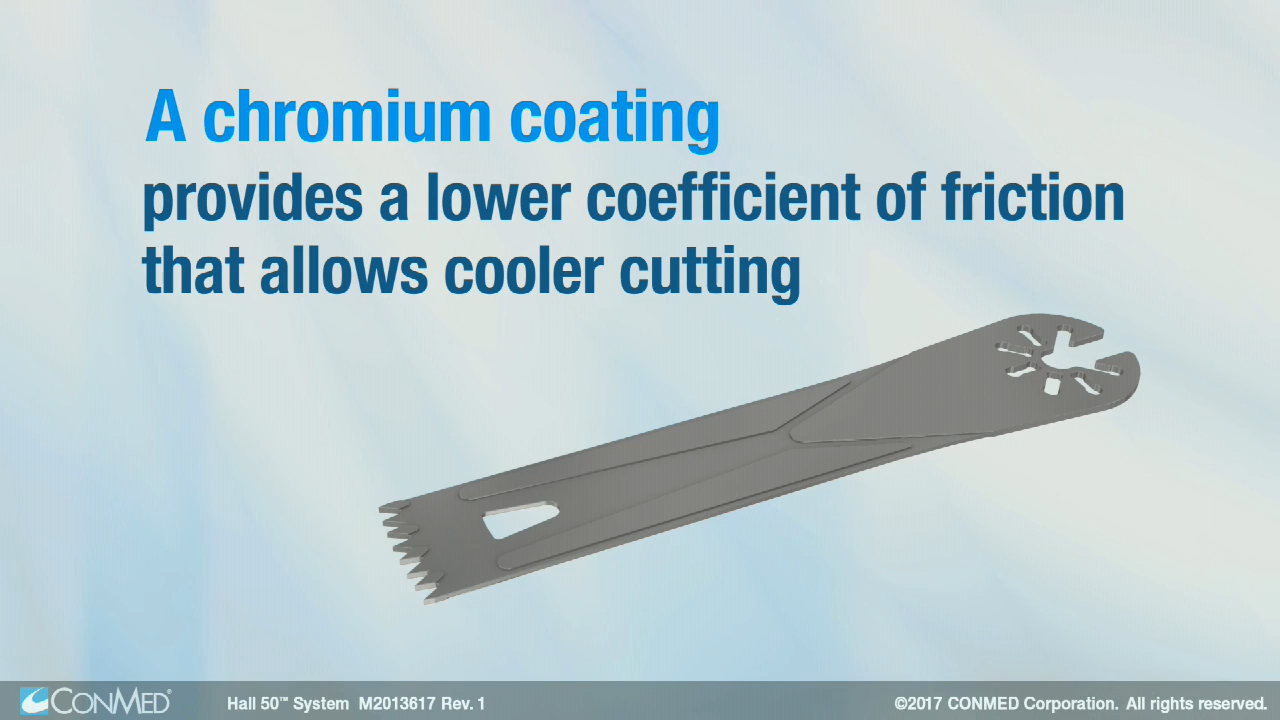 A chromium coating
provides a lower coefficient of friction
that allows cooler cutting
CONMED® Hall 50™ System M2013617 Rev. 1 ©2017 CONMED Corporation. All rights reserved.